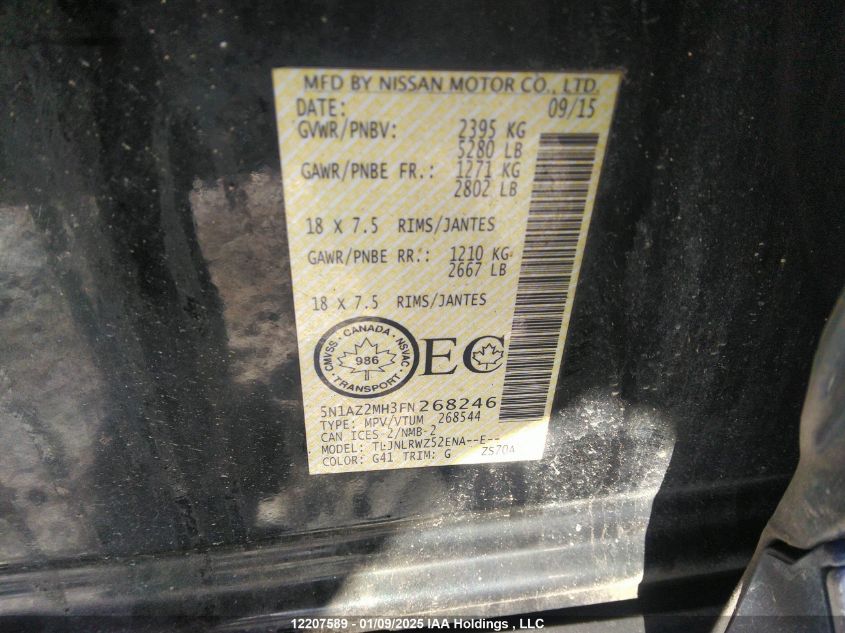 MFD BY NISSAN MOTOR CO., LTD.
DATE: 09/15
GVWR/PNBV: 2395 KG
5280 LB
GAWR/PNBE FR.: 1271 KG
2802 LB
18 X 7.5 RIMS/JANTES
GAWR/PNBE RR.: 1210 KG
2667 LB
18 X 7.5 RIMS/JANTES
CMVSS · CANADA · NSVAC
986
· TRANSPORT ·
EC
5N1AZ2MH3FN268246
TYPE: MPV/VTUM 268544
CAN ICES-2/NMB-2
MODEL: TLJNLRWZ52ENA--E--
COLOR: G41 TRIM: G ZS70A
12207589 - 01/09/2025 IAA Holdings , LLC